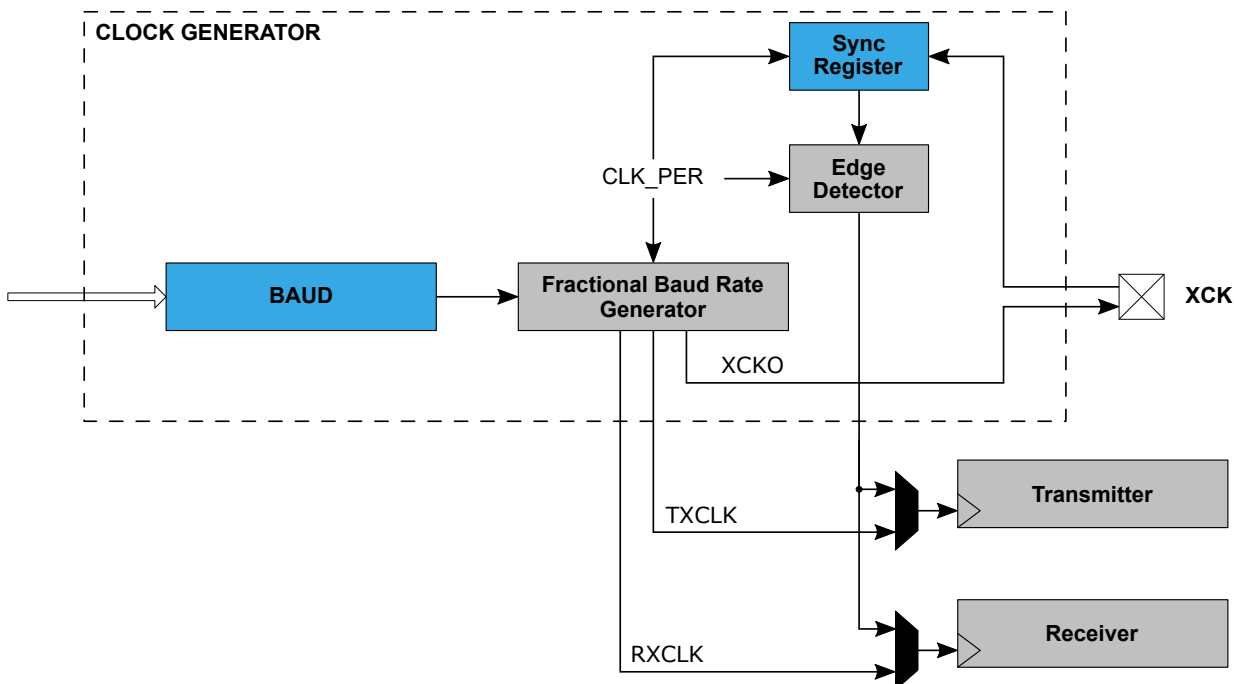 CLOCK GENERATOR
Sync
Register
CLK_PER
Edge
Detector
BAUD
Fractional Baud Rate
Generator
XCK
XCKO
Transmitter
TXCLK
Receiver
RXCLK